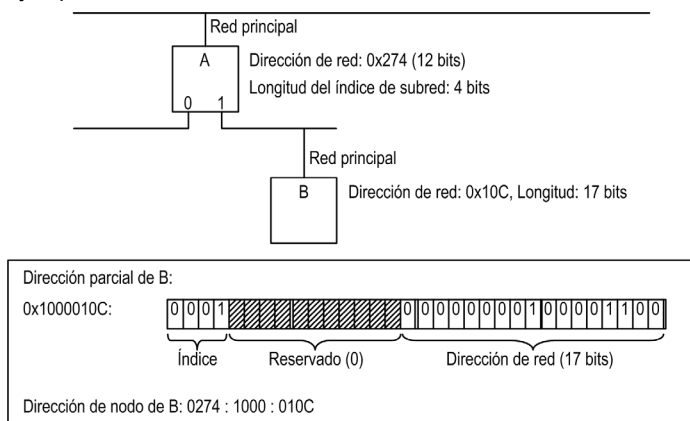 Red principal
A
Dirección de red: 0x274 (12 bits)
Longitud del índice de subred: 4 bits
0 1
Red principal
B
Dirección de red: 0x10C, Longitud: 17 bits
Dirección parcial de B:
0x1000010C:
0 0 0 1 0 0 0 0 0 0 0 0 1 0 0 0 0 1 1 0 0
Índice
Reservado (0)
Dirección de red (17 bits)
Dirección de nodo de B: 0274 : 1000 : 010C